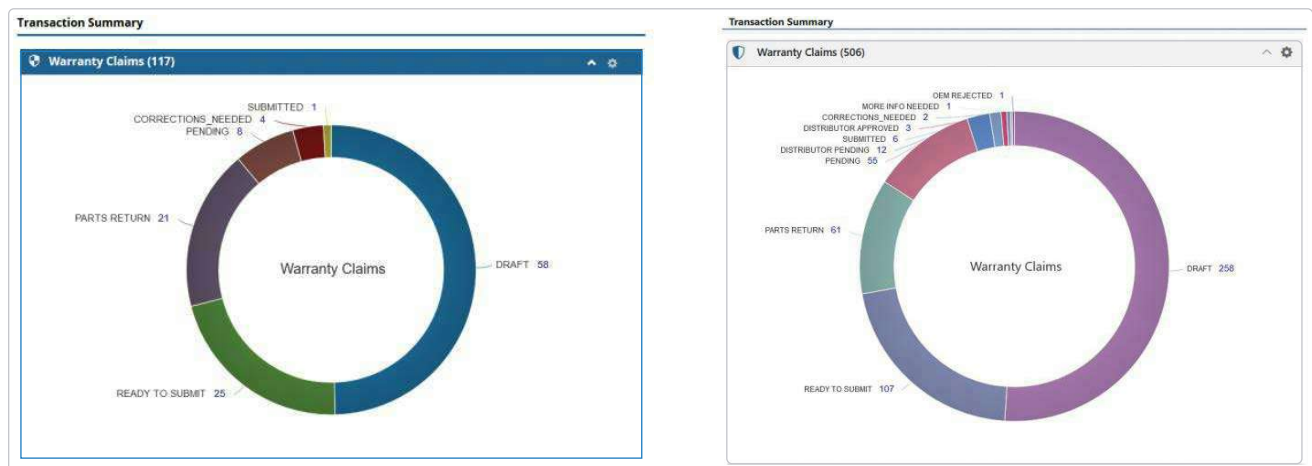 Transaction Summary
Warranty Claims (117)
SUBMITTED 1
CORRECTIONS_NEEDED 4
PENDING 8
PARTS RETURN 21
Warranty Claims
DRAFT 58
READY TO SUBMIT 25
Transaction Summary
Warranty Claims (506)
OEM REJECTED 1
MORE INFO NEEDED 1
CORRECTIONS_NEEDED 2
DISTRIBUTOR APPROVED 3
SUBMITTED 6
DISTRIBUTOR PENDING 12
PENDING 55
PARTS RETURN 61
Warranty Claims
DRAFT 258
READY TO SUBMIT 107